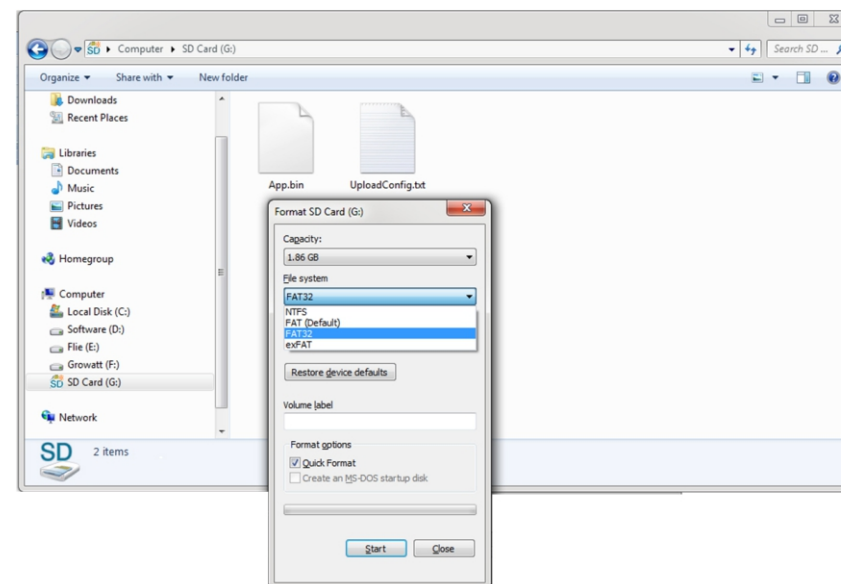 SD Computer SD Card (G:) Search SD ...
Organize Share with New folder
Downloads
Recent Places
Libraries
Documents
Music
Pictures
Videos
Homegroup
Computer
Local Disk (C:)
Software (D:)
Flie (E:)
Growatt (F:)
SD SD Card (G:)
Network
App.bin UploadConfig.txt
Format SD Card (G:)
Capacity:
1.86 GB
File system
FAT32
NTFS
FAT (Default)
FAT32
exFAT
Restore device defaults
Volume label
Format options
Quick Format
Create an MS-DOS startup disk
Start Close
SD 2 items